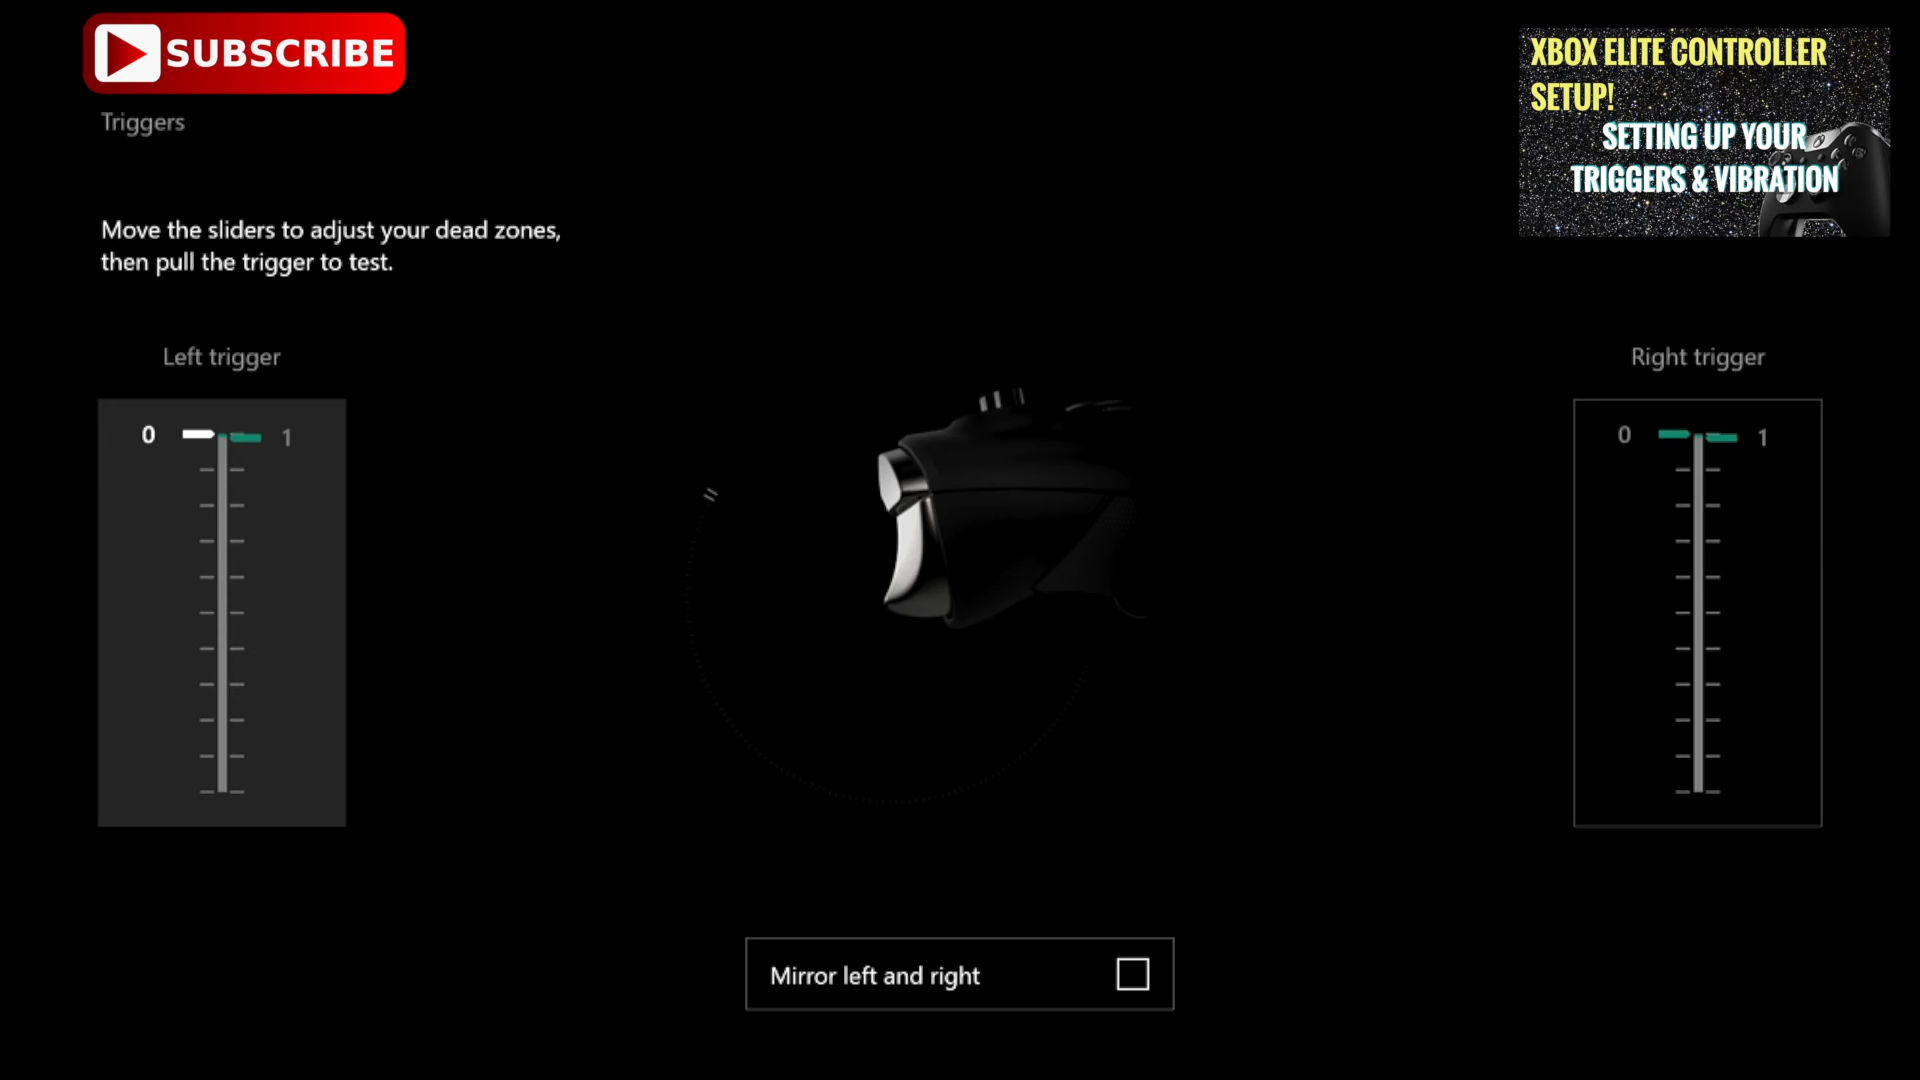 SUBSCRIBE
XBOX ELITE CONTROLLER
SETUP!
SETTING UP YOUR
TRIGGERS & VIBRATION
Triggers
Move the sliders to adjust your dead zones,
then pull the trigger to test.
Left trigger
Right trigger
0 1
0 1
Mirror left and right